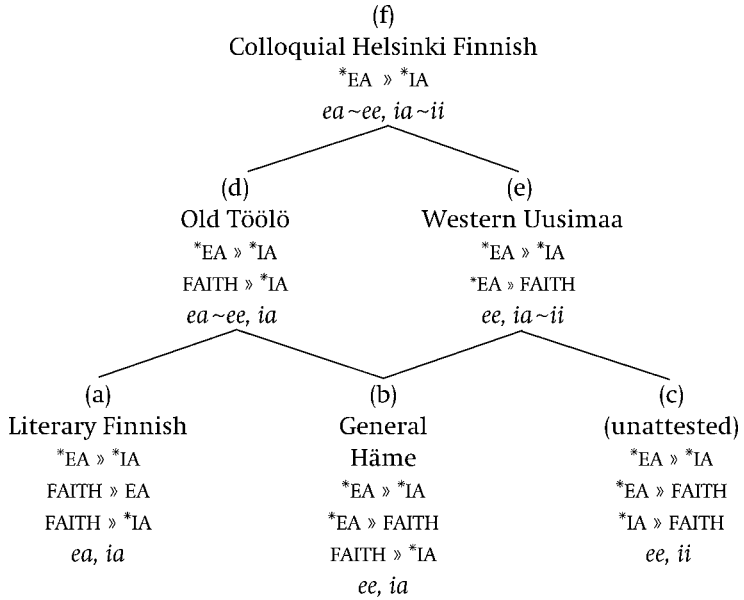 (f)
Colloquial Helsinki Finnish
*EA » *IA
ea~ee, ia~ii
(d)
Old Töölö
*EA » *IA
FAITH » *IA
ea~ee, ia
(e)
Western Uusimaa
*EA » *IA
*EA » FAITH
ee, ia~ii
(a)
Literary Finnish
*EA » *IA
FAITH » EA
FAITH » *IA
ea, ia
(b)
General
Häme
*EA » *IA
*EA » FAITH
FAITH » *IA
ee, ia
(c)
(unattested)
*EA » *IA
*EA » FAITH
*IA » FAITH
ee, ii